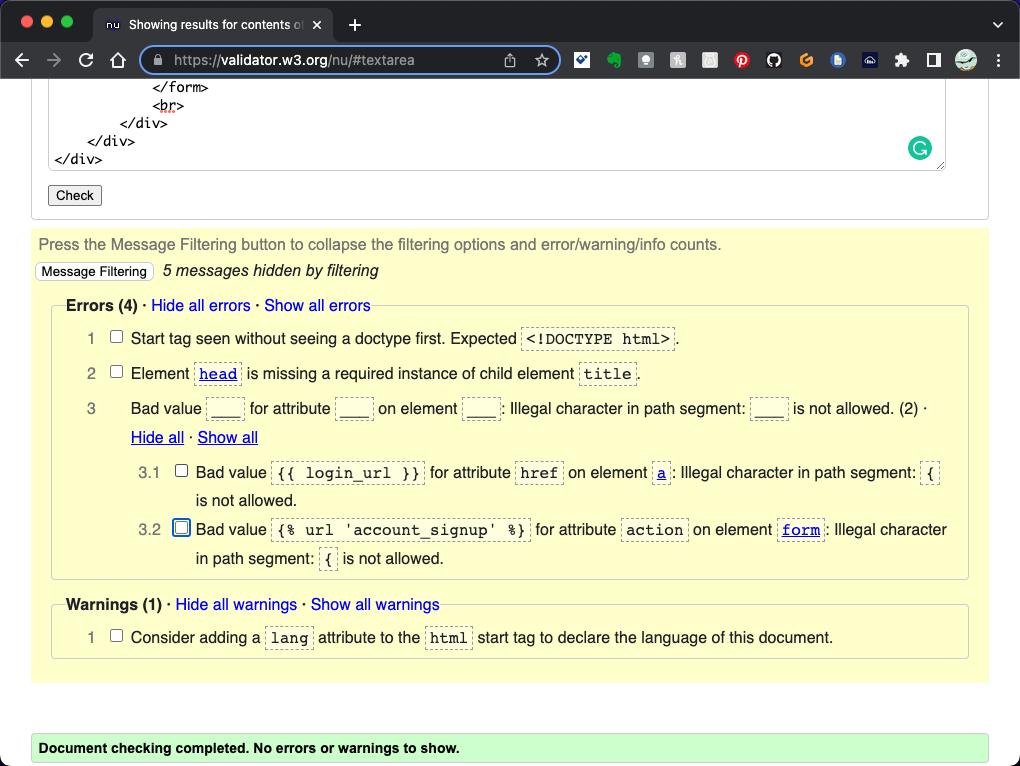 nu Showing results for contents of
https://validator.w3.org/nu/#textarea
</form>
<br>
</div>
</div>
</div>
Check
Press the Message Filtering button to collapse the filtering options and error/warning/info counts.
Message Filtering 5 messages hidden by filtering
Errors (4) · Hide all errors · Show all errors
1 Start tag seen without seeing a doctype first. Expected <!DOCTYPE html>.
2 Element head is missing a required instance of child element title.
3 Bad value ___ for attribute ___ on element ___: Illegal character in path segment: ___ is not allowed. (2) ·
Hide all · Show all
3.1 Bad value {{ login_url }} for attribute href on element a: Illegal character in path segment: {
is not allowed.
3.2 Bad value {% url 'account_signup' %} for attribute action on element form: Illegal character
in path segment: { is not allowed.
Warnings (1) · Hide all warnings · Show all warnings
1 Consider adding a lang attribute to the html start tag to declare the language of this document.
Document checking completed. No errors or warnings to show.